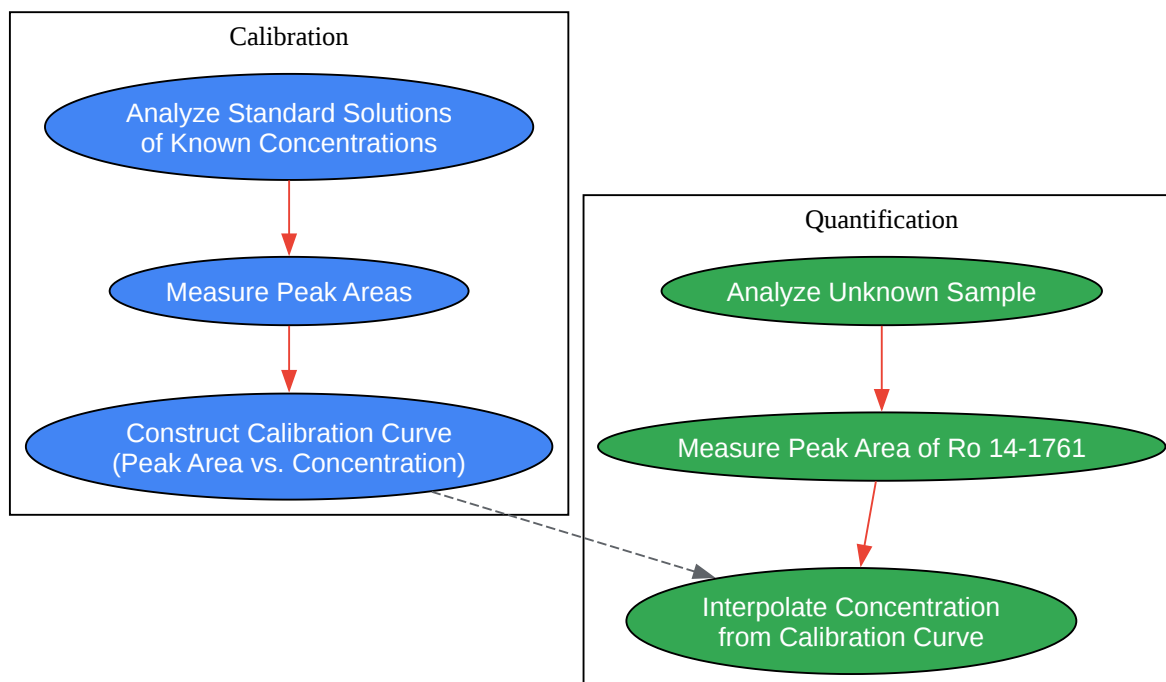 Calibration
Analyze Standard Solutions
of Known Concentrations
Measure Peak Areas
Construct Calibration Curve
(Peak Area vs. Concentration)
Quantification
Analyze Unknown Sample
Measure Peak Area of Ro 14-1761
Interpolate Concentration
from Calibration Curve